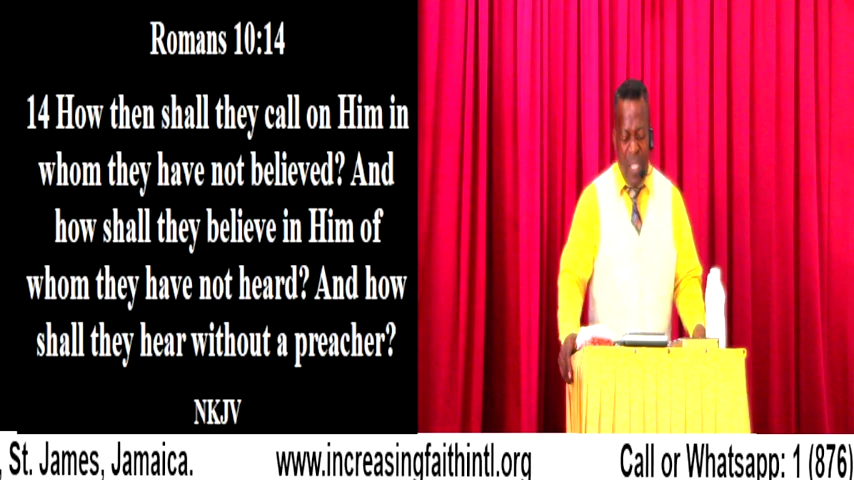 Romans 10:14
14 How then shall they call on Him in
whom they have not believed? And
how shall they believe in Him of
whom they have not heard? And how
shall they hear without a preacher?
NKJV
, St. James, Jamaica. www.increasingfaithintl.org Call or Whatsapp: 1 (876)